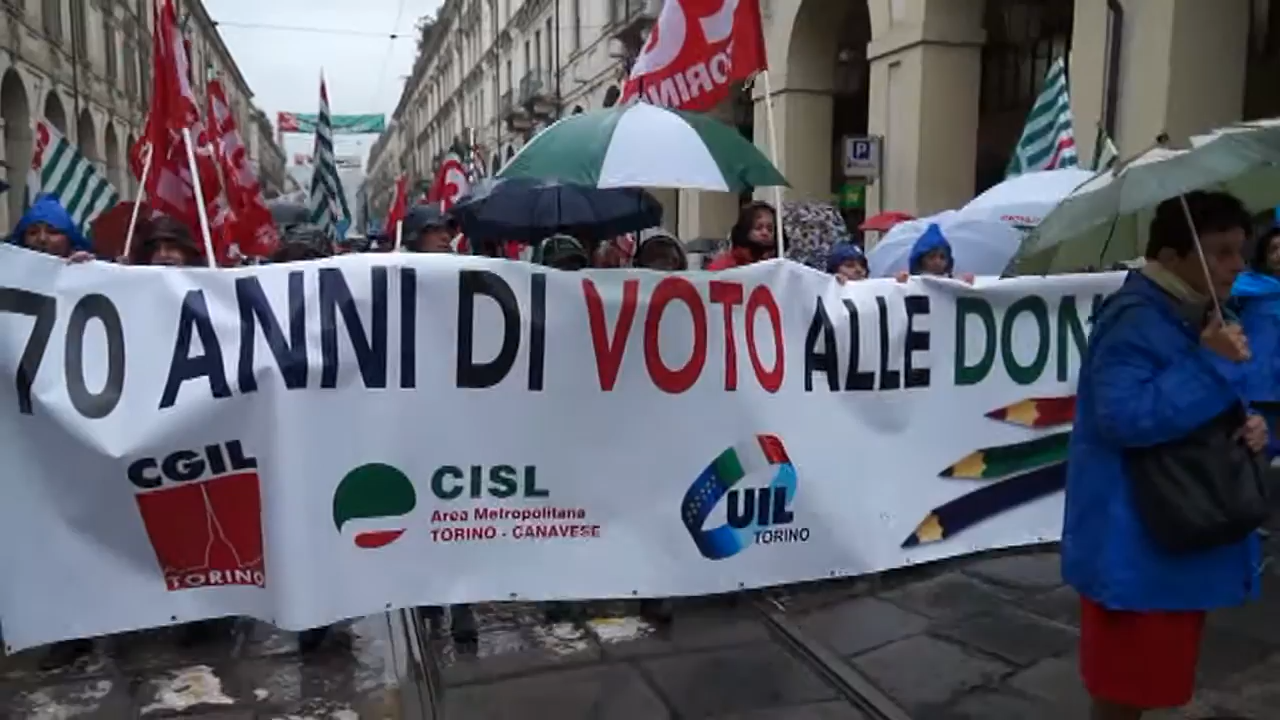 70 ANNI DI VOTO ALLE DON
CGIL
TORINO
CISL
Area Metropolitana
TORINO - CANAVESE
UIL
TORINO
TORINO
P